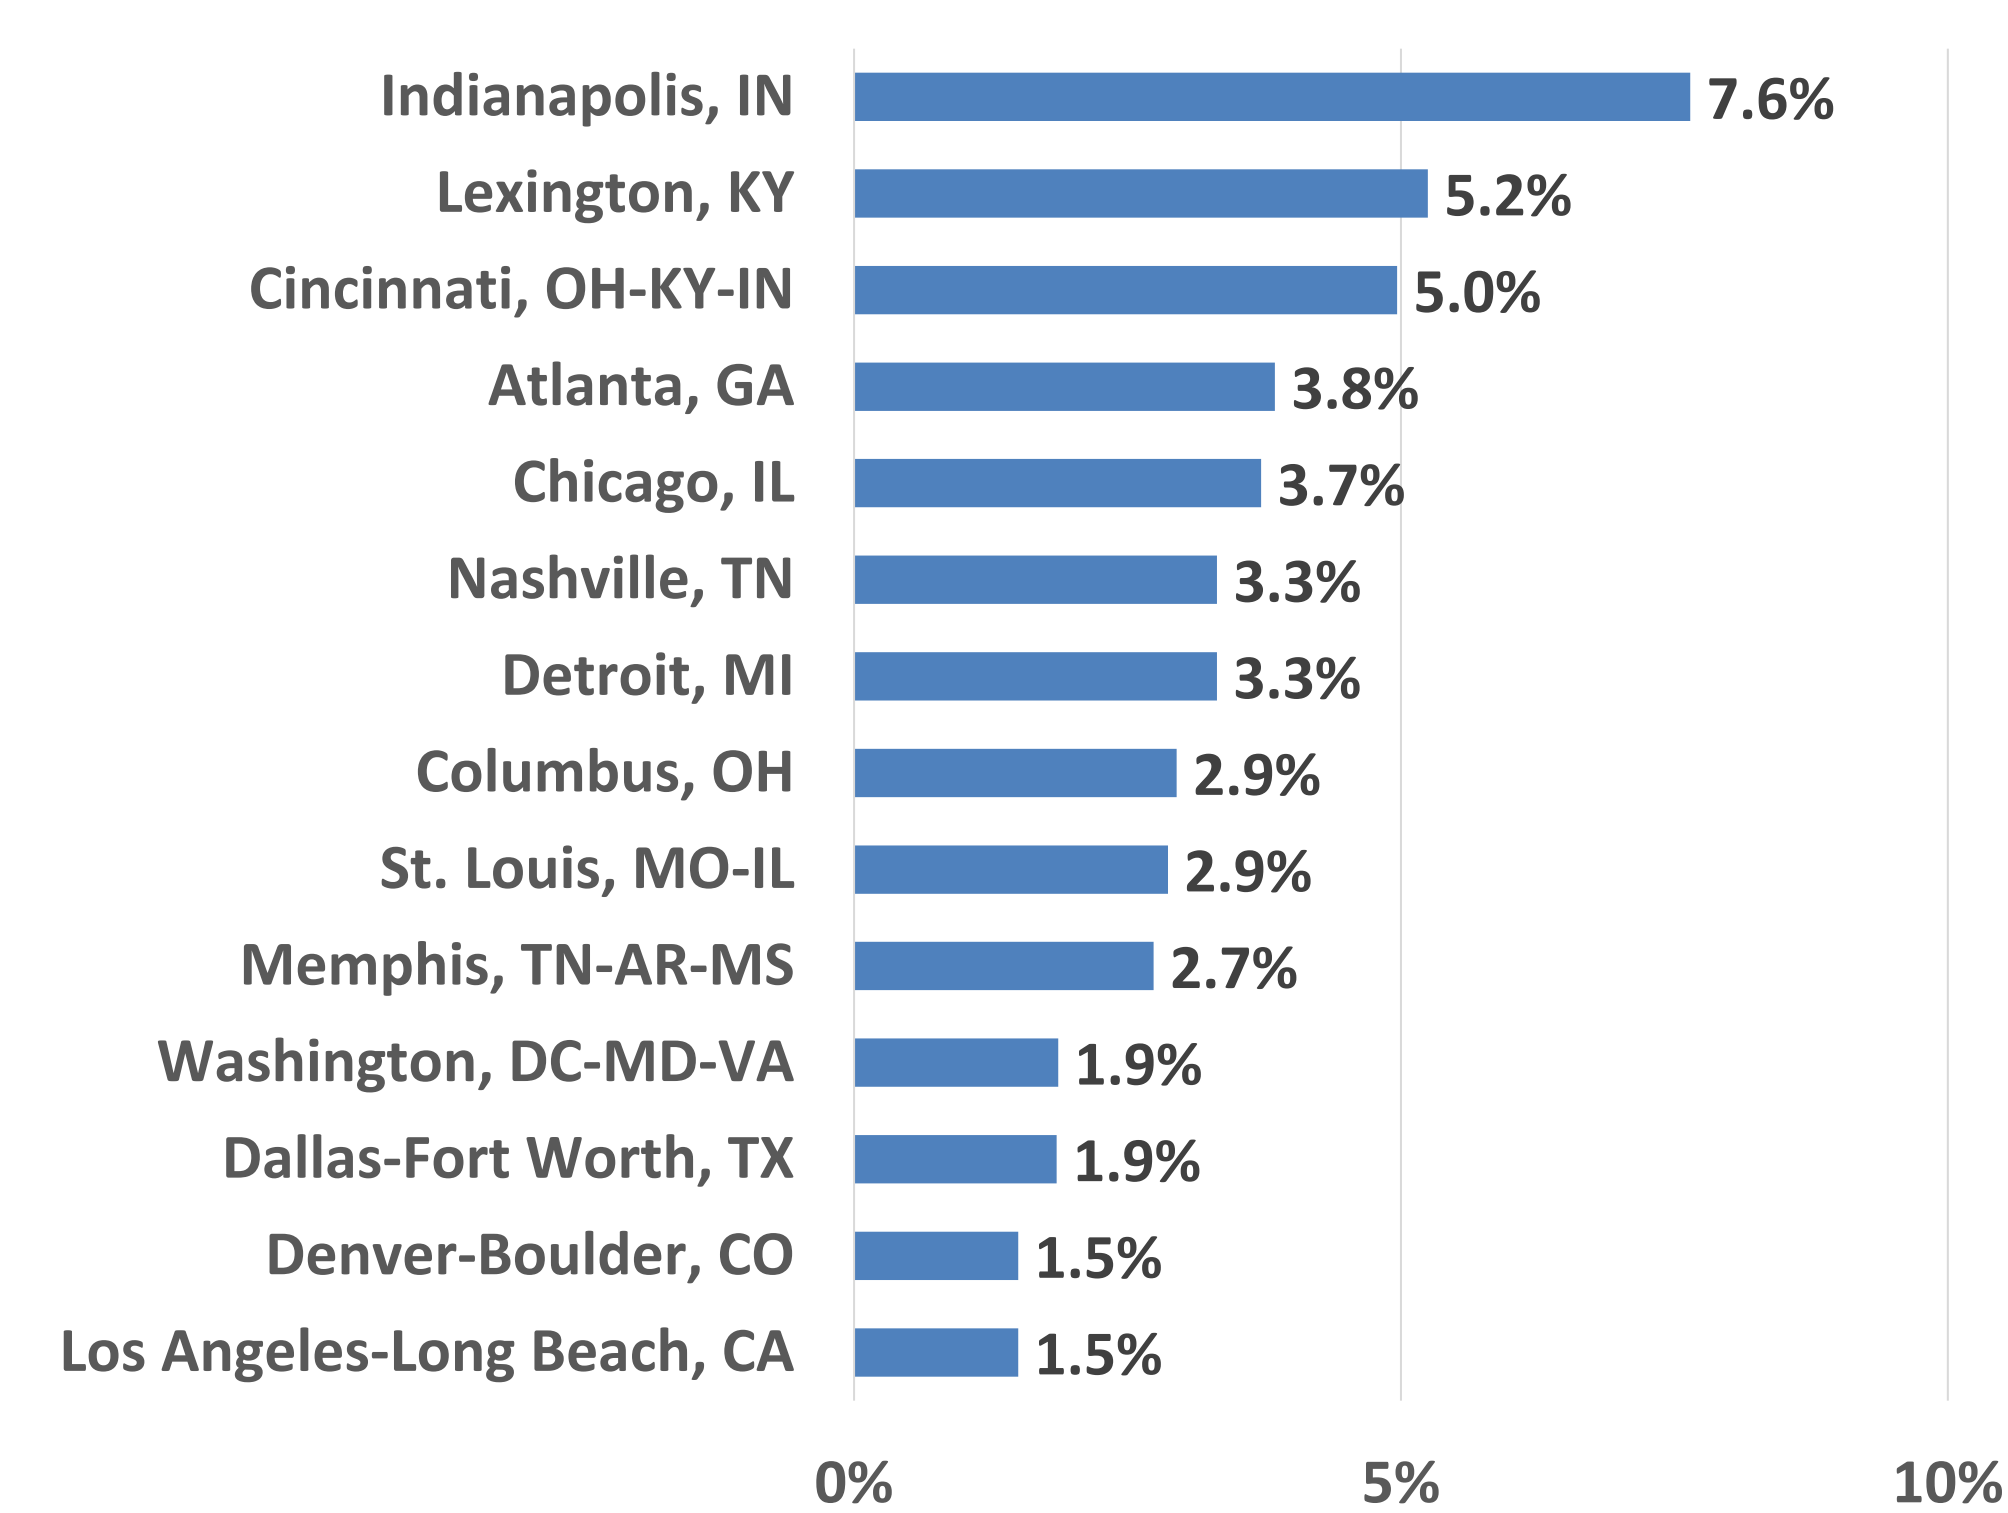 Indianapolis, IN 7.6%
Lexington, KY 5.2%
Cincinnati, OH-KY-IN 5.0%
Atlanta, GA 3.8%
Chicago, IL 3.7%
Nashville, TN 3.3%
Detroit, MI 3.3%
Columbus, OH 2.9%
St. Louis, MO-IL 2.9%
Memphis, TN-AR-MS 2.7%
Washington, DC-MD-VA 1.9%
Dallas-Fort Worth, TX 1.9%
Denver-Boulder, CO 1.5%
Los Angeles-Long Beach, CA 1.5%
0% 5% 10%